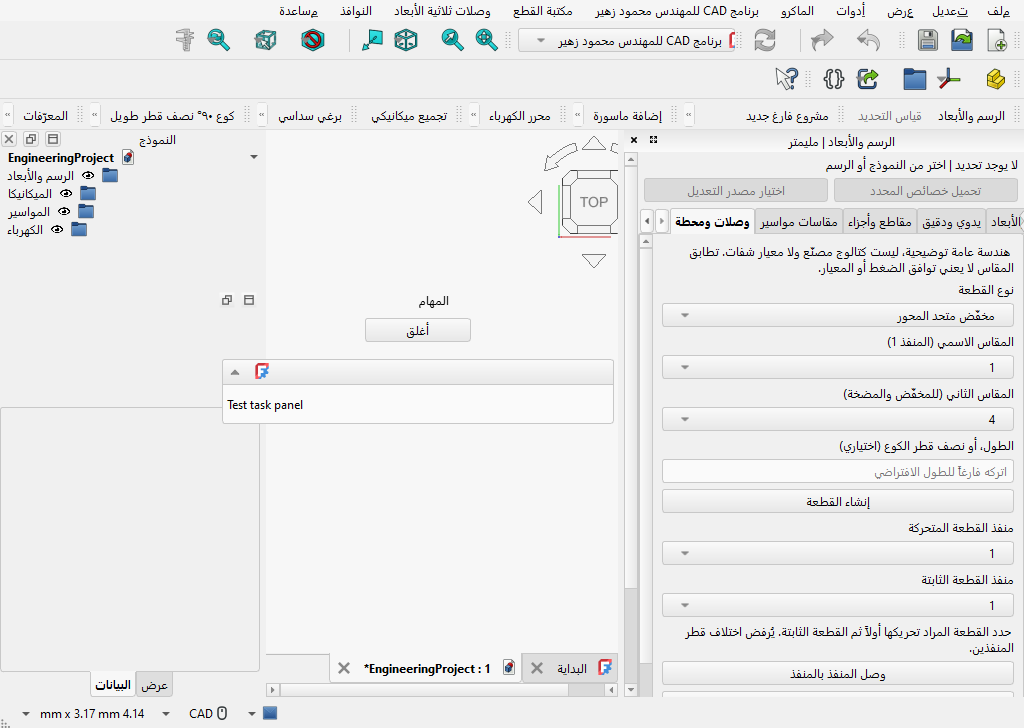 ملف تعديل عرض أدوات الماكرو برنامج CAD للمهندس محمود زهير مكتبة القطع وصلات ثلاثية الأبعاد النوافذ مساعدة
برنامج CAD للمهندس محمود زهير
الرسم والأبعاد قياس التحديد مشروع فارغ جديد
إضافة ماسورة
محرر الكهرباء
تجميع ميكانيكي
برغي سداسي
كوع ٩٠° نصف قطر طويل
المعرّفات
الرسم والأبعاد | مليمتر
لا يوجد تحديد | اختر من النموذج أو الرسم
تحميل خصائص المحدد
اختيار مصدر التعديل
الأبعاد
يدوي ودقيق
مقاطع وأجزاء
مقاسات مواسير
وصلات ومحطة
هندسة عامة توضيحية، ليست كتالوج مصنّع ولا معيار شفات. تطابق
المقاس لا يعني توافق الضغط أو المعيار.
نوع القطعة
مخفّض متحد المحور
المقاس الاسمي (المنفذ 1)
1
المقاس الثاني (للمخفّض والمضخة)
4
الطول، أو نصف قطر الكوع (اختياري)
اتركه فارغاً للطول الافتراضي
إنشاء القطعة
منفذ القطعة المتحركة
1
منفذ القطعة الثابتة
1
حدد القطعة المراد تحريكها أولاً ثم القطعة الثابتة. يُرفض اختلاف قطر
المنفذين.
وصل المنفذ بالمنفذ
TOP
المهام
أغلق
Test task panel
البداية
EngineeringProject : 1*
النموذج
EngineeringProject
الرسم والأبعاد
الميكانيكا
المواسير
الكهرباء
عرض
البيانات
CAD
mm x 3.17 mm 4.14